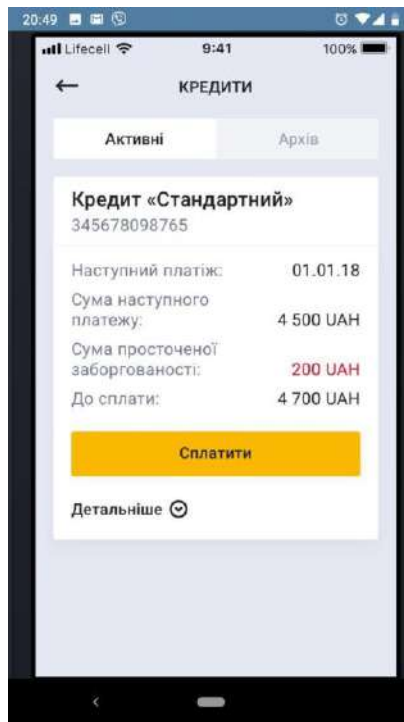 20:49
Lifecell 9:41 100%
КРЕДИТИ
Активні Архів
Кредит «Стандартний»
345678098765
Наступний платіж: 01.01.18
Сума наступного
платежу: 4 500 UAH
Сума просточеної
заборгованості: 200 UAH
До сплати: 4 700 UAH
Сплатити
Детальніше